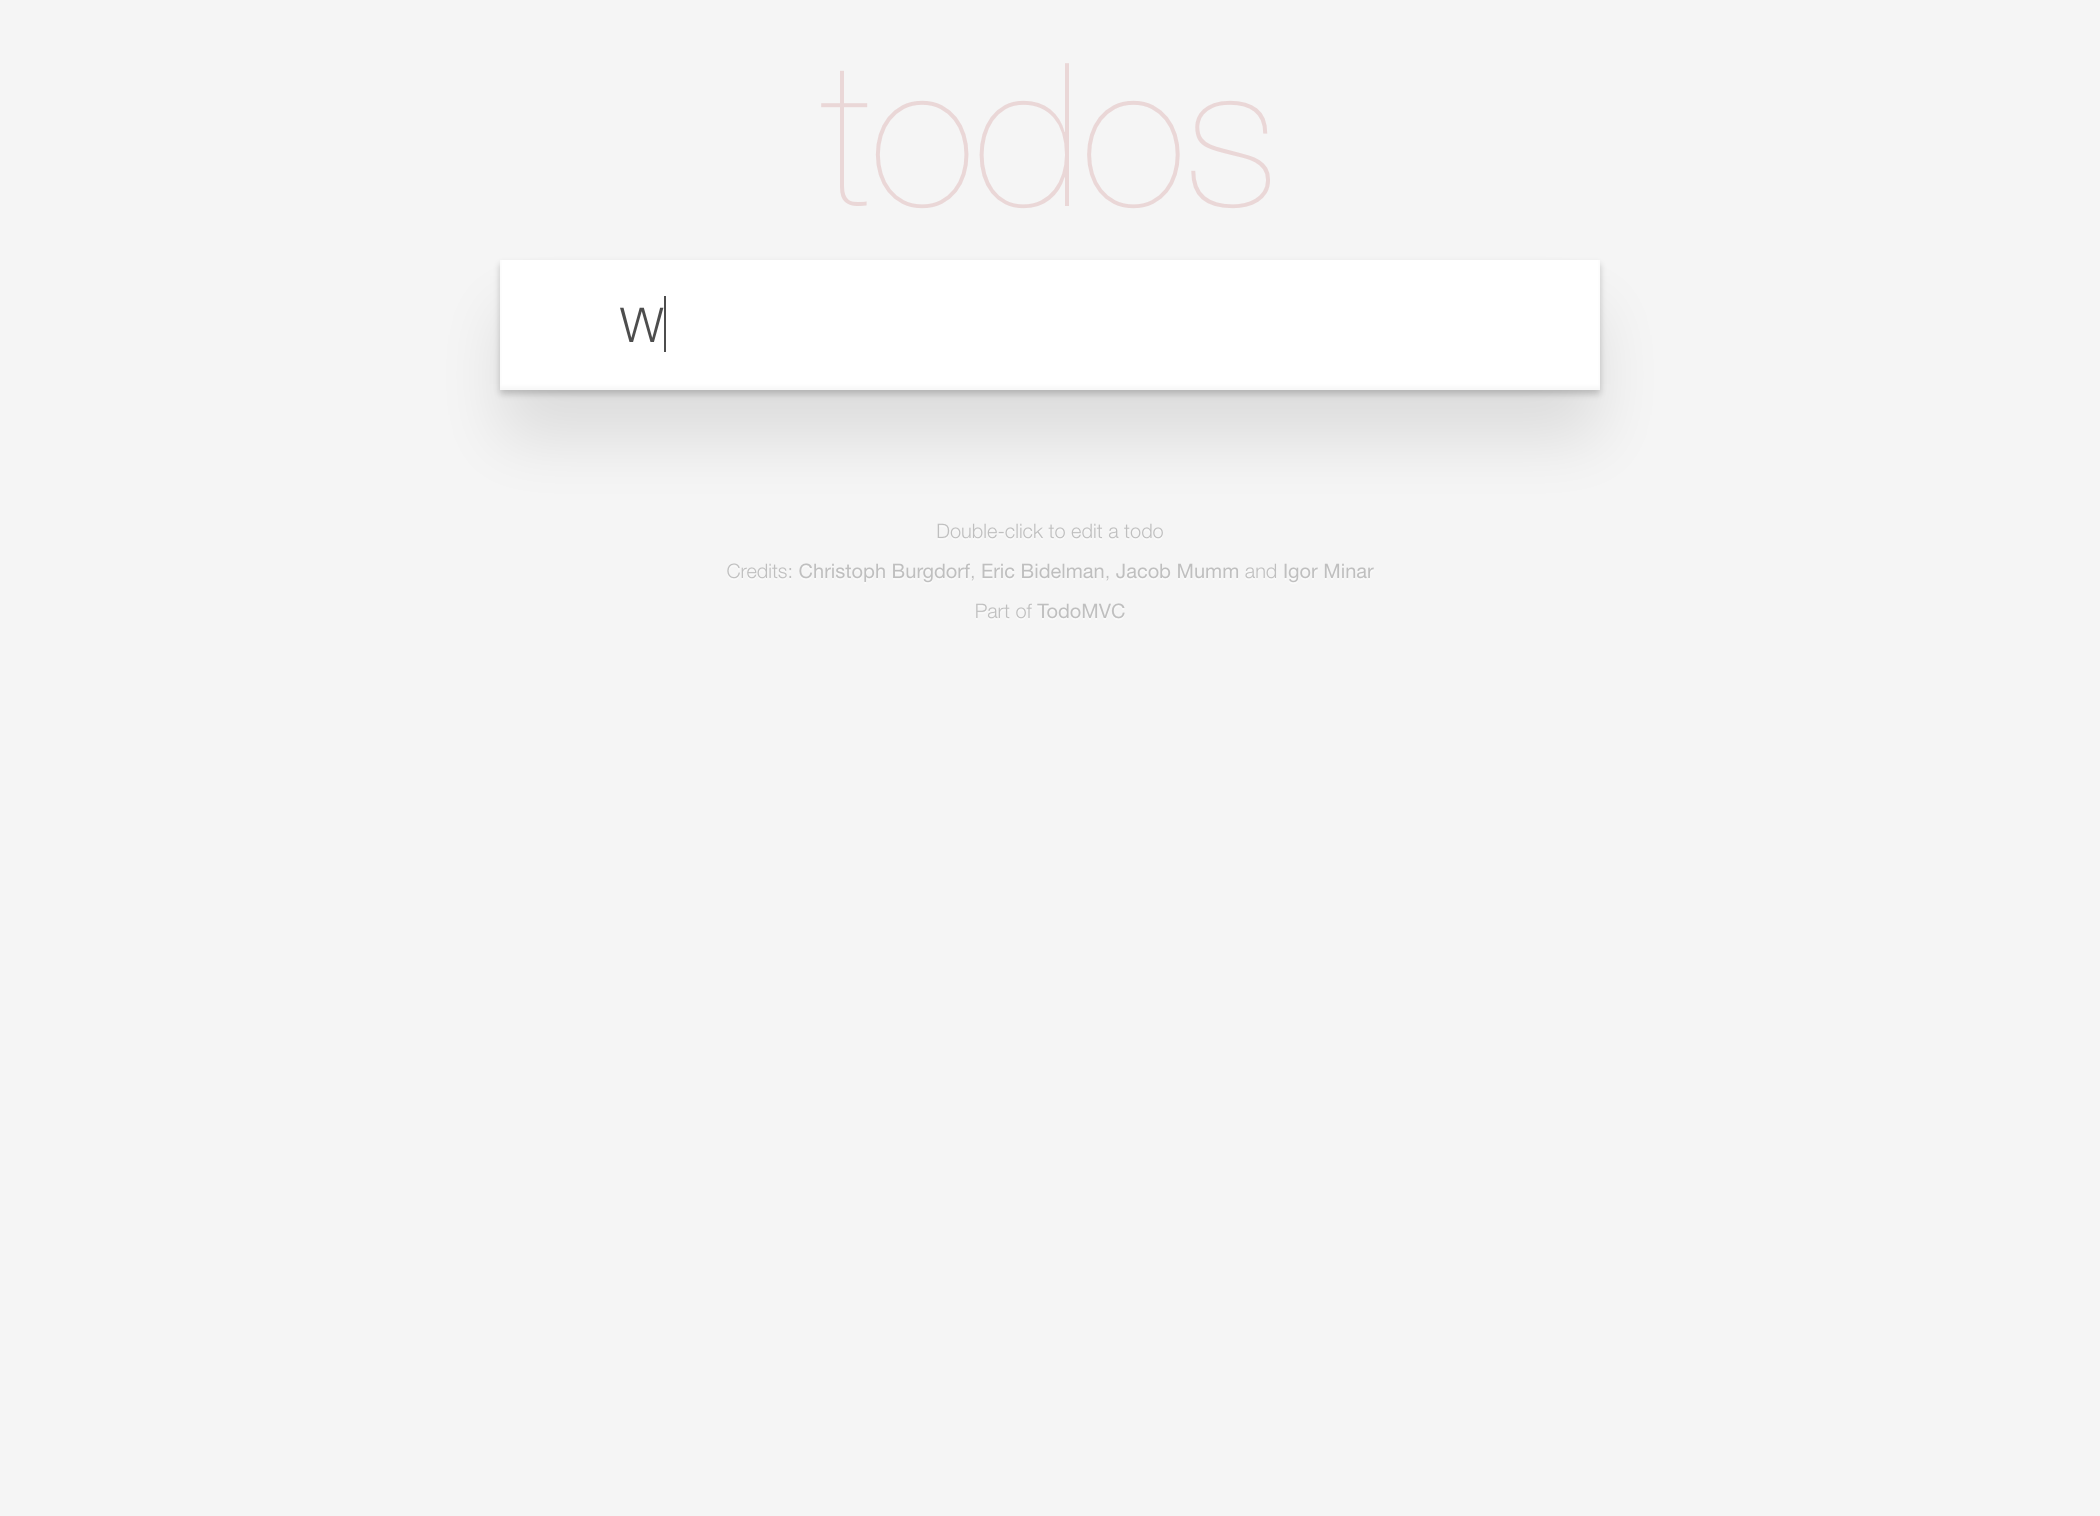 todos
W
Double-click to edit a todo
Credits: Christoph Burgdorf, Eric Bidelman, Jacob Mumm and Igor Minar
Part of TodoMVC